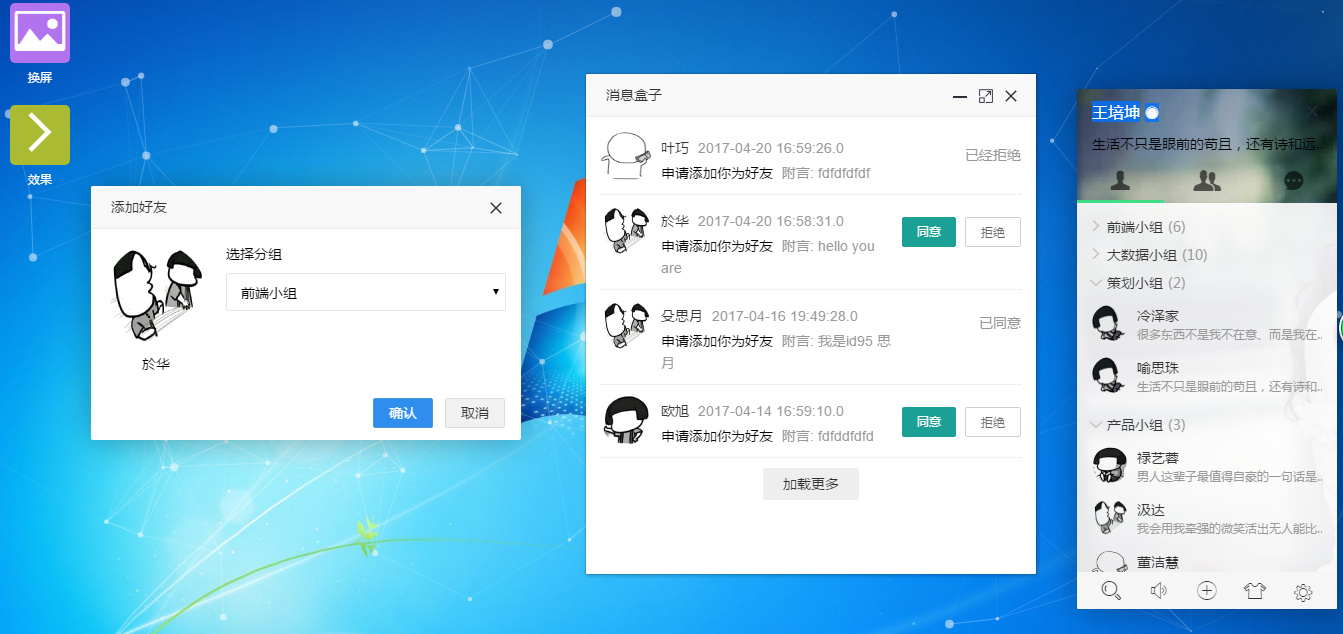 换屏
效果
添加好友
选择分组
前端小组
於华
确认 取消
消息盒子
叶巧 2017-04-20 16:59:26.0
申请添加你为好友 附言: fdfdfdfdf
已经拒绝
於华 2017-04-20 16:58:31.0
申请添加你为好友 附言: hello you
are
同意 拒绝
殳思月 2017-04-16 19:49:28.0
申请添加你为好友 附言: 我是id95 思
月
已同意
欧旭 2017-04-14 16:59:10.0
申请添加你为好友 附言: fdfddfdfd
同意 拒绝
加载更多
王培坤
生活不只是眼前的苟且，还有诗和远...
前端小组 (6)
大数据小组 (10)
策划小组 (2)
冷泽家
很多东西不是我不在意、而是我在...
喻思珠
生活不只是眼前的苟且，还有诗和...
产品小组 (3)
禄艺蓉
男人这辈子最值得自豪的一句话是...
汲达
我会用我牵强的微笑活出无人能比...
董洁慧